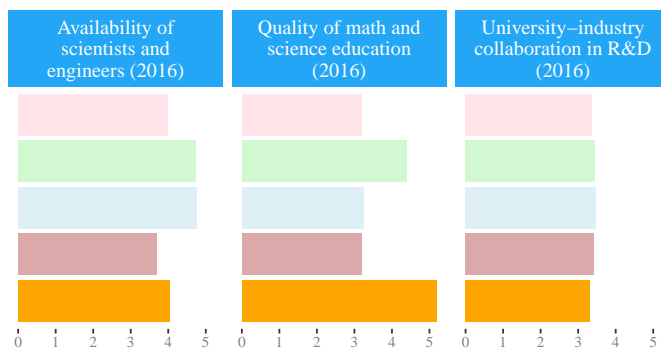 Availability of
scientists and
engineers (2016)
Quality of math and
science education
(2016)
University−industry
collaboration in R&D
(2016)
0 1 2 3 4 5
0 1 2 3 4 5
0 1 2 3 4 5